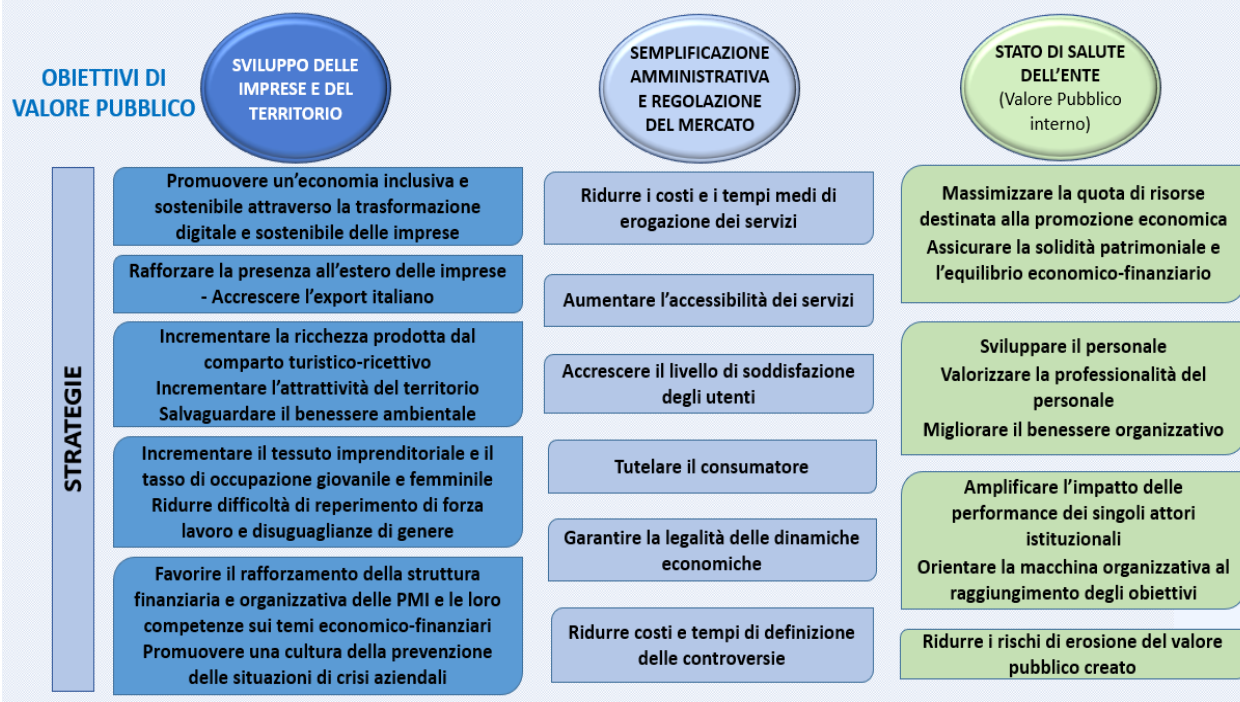 OBIETTIVI DI
VALORE PUBBLICO
SVILUPPO DELLE
IMPRESE E DEL
TERRITORIO
SEMPLIFICAZIONE
AMMINISTRATIVA
E REGOLAZIONE
DEL MERCATO
STATO DI SALUTE
DELL'ENTE
(Valore Pubblico
interno)
STRATEGIE
Promuovere un'economia inclusiva e
sostenibile attraverso la trasformazione
digitale e sostenibile delle imprese
Rafforzare la presenza all'estero delle imprese
- Accrescere l'export italiano
Incrementare la ricchezza prodotta dal
comparto turistico-ricettivo
Incrementare l'attrattività del territorio
Salvaguardare il benessere ambientale
Incrementare il tessuto imprenditoriale e il
tasso di occupazione giovanile e femminile
Ridurre difficoltà di reperimento di forza
lavoro e disuguaglianze di genere
Favorire il rafforzamento della struttura
finanziaria e organizzativa delle PMI e le loro
competenze sui temi economico-finanziari
Promuovere una cultura della prevenzione
delle situazioni di crisi aziendali
Ridurre i costi e i tempi medi di
erogazione dei servizi
Aumentare l'accessibilità dei servizi
Accrescere il livello di soddisfazione
degli utenti
Tutelare il consumatore
Garantire la legalità delle dinamiche
economiche
Ridurre costi e tempi di definizione
delle controversie
Massimizzare la quota di risorse
destinata alla promozione economica
Assicurare la solidità patrimoniale e
l'equilibrio economico-finanziario
Sviluppare il personale
Valorizzare la professionalità del
personale
Migliorare il benessere organizzativo
Amplificare l'impatto delle
performance dei singoli attori
istituzionali
Orientare la macchina organizzativa al
raggiungimento degli obiettivi
Ridurre i rischi di erosione del valore
pubblico creato